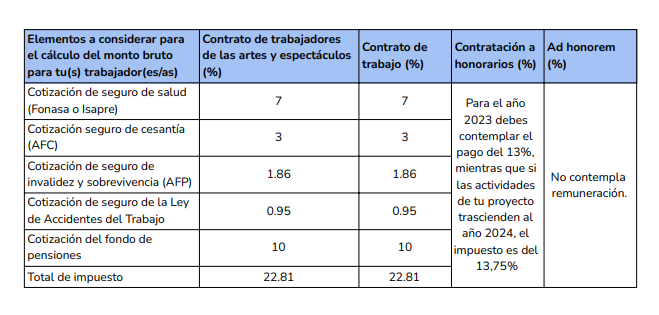 Elementos a considerar para
el cálculo del monto bruto
para tu(s) trabajador(es/as)
Contrato de trabajadores
de las artes y espectáculos
(%)
Contrato de
trabajo (%)
Contratación a
honorarios (%)
Ad honorem
(%)
Cotización de seguro de salud
(Fonasa o Isapre)
7
7
Cotización seguro de cesantía
(AFC)
3
3
Cotización de seguro de
invalidez y sobrevivencia (AFP)
1.86
1.86
Cotización de seguro de la Ley
de Accidentes del Trabajo
0.95
0.95
Cotización del fondo de
pensiones
10
10
Total de impuesto
22.81
22.81
Para el año
2023 debes
contemplar el
pago del 13%,
mientras que si
las actividades
de tu proyecto
trascienden al
año 2024, el
impuesto es del
13,75%
No contempla
remuneración.